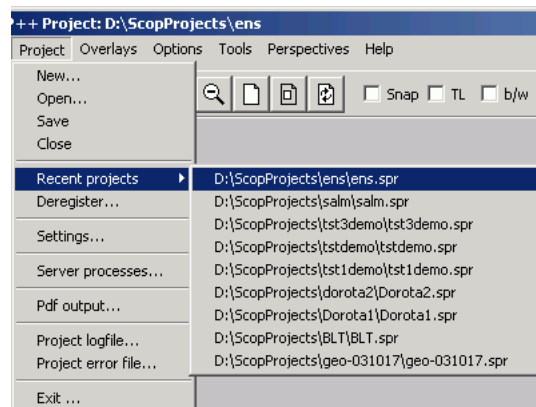 ++ Project: D:\ScopProjects\ens
Project Overlays Options Tools Perspectives Help
Snap TL b/w
New...
Open...
Save
Close
Recent projects
Deregister...
Settings...
Server processes...
Pdf output...
Project logfile...
Project error file...
Exit ...
D:\ScopProjects\ens\ens.spr
D:\ScopProjects\salm\salm.spr
D:\ScopProjects\tst3demo\tst3demo.spr
D:\ScopProjects\tstdemo\tstdemo.spr
D:\ScopProjects\tst1demo\tst1demo.spr
D:\ScopProjects\dorota2\Dorota2.spr
D:\ScopProjects\Dorota1\Dorota1.spr
D:\ScopProjects\BLT\BLT.spr
D:\ScopProjects\geo-031017\geo-031017.spr